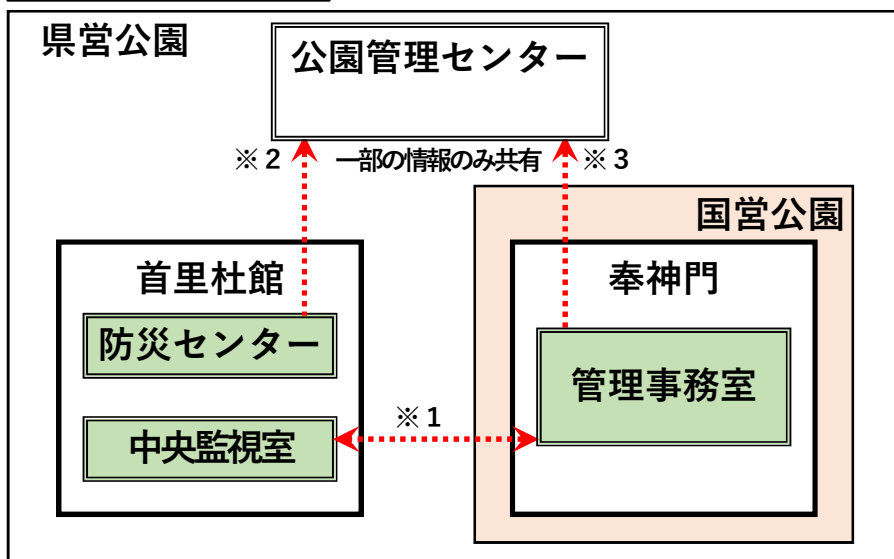 県営公園
公園管理センター
※２ 一部の情報のみ共有 ※３
国営公園
首里杜館
奉神門
防災センター
管理事務室
※１
中央監視室